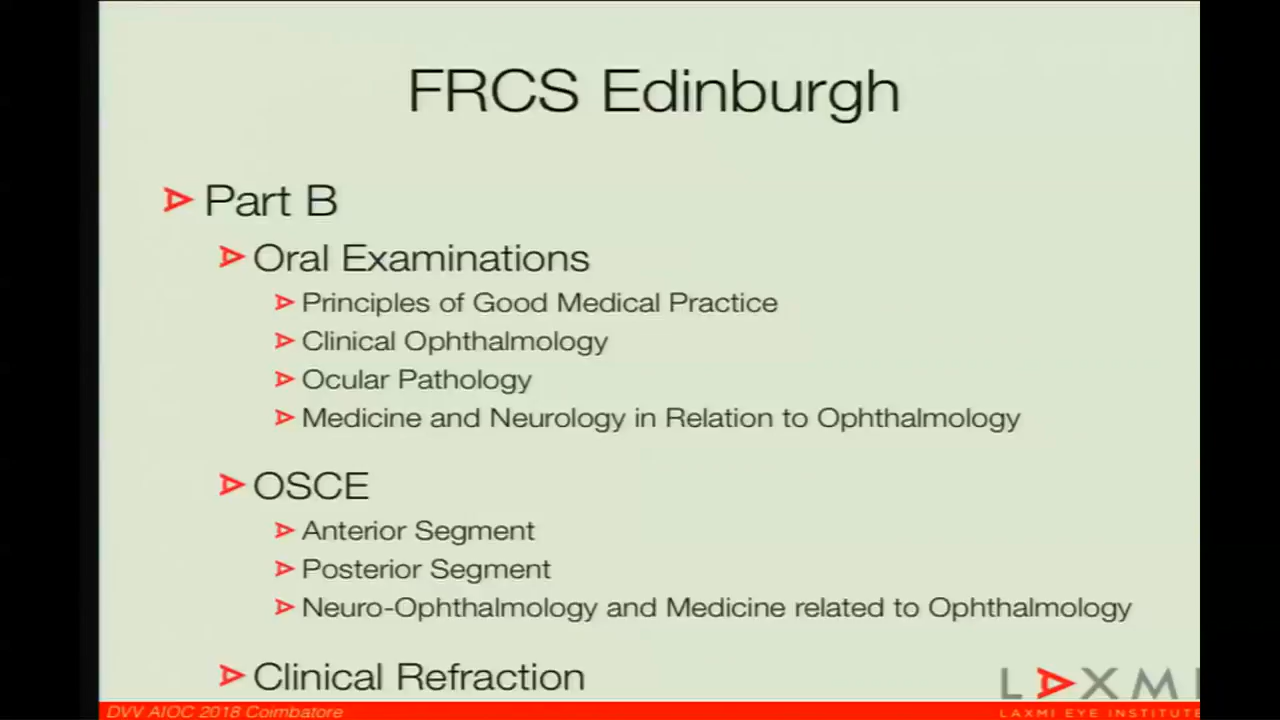 FRCS Edinburgh
Part B
Oral Examinations
Principles of Good Medical Practice
Clinical Ophthalmology
Ocular Pathology
Medicine and Neurology in Relation to Ophthalmology
OSCE
Anterior Segment
Posterior Segment
Neuro-Ophthalmology and Medicine related to Ophthalmology
Clinical Refraction
LAXMI
LAXMI EYE INSTITUTE
DVV AIOC 2018 Coimbatore